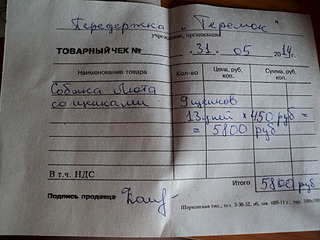 Передержка "Теремок"
учреждение, организация
ТОВАРНЫЙ ЧЕК № 31. 05 2014 г.
Наименование товара Кол-во Цена, руб. коп. Сумма, руб. коп.
Собака Мота
со щенками. 9 щенков
13 дней * 450 руб =
= 5800 руб
В т.ч. НДС
Итого 5800 руб
Подпись продавца